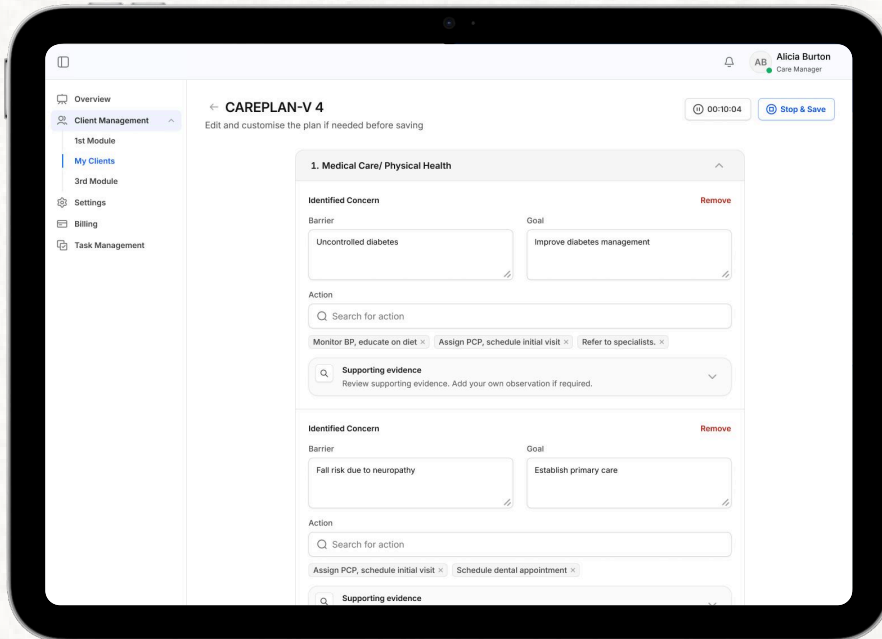 AB
Alicia Burton
Care Manager
Overview
Client Management
1st Module
My Clients
3rd Module
Settings
Billing
Task Management
← CAREPLAN-V 4
Edit and customise the plan if needed before saving
00:10:04
Stop & Save
1. Medical Care/ Physical Health
Identified Concern
Remove
Barrier
Goal
Uncontrolled diabetes
Improve diabetes management
Action
Search for action
Monitor BP, educate on diet ×
Assign PCP, schedule initial visit ×
Refer to specialists. ×
Supporting evidence
Review supporting evidence. Add your own observation if required.
Identified Concern
Remove
Barrier
Goal
Fall risk due to neuropathy
Establish primary care
Action
Search for action
Assign PCP, schedule initial visit ×
Schedule dental appointment ×
Supporting evidence